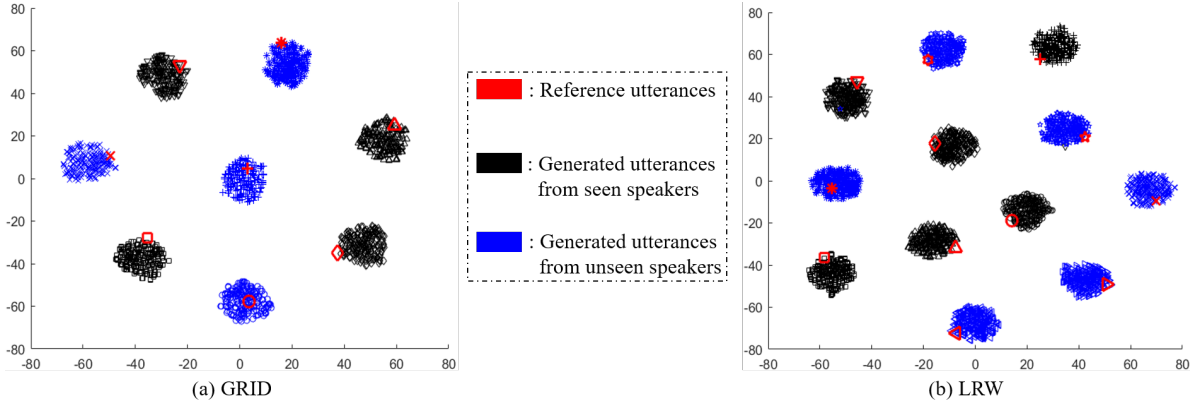 80
60
40
20
0
-20
-40
-60
-80
-80 -60 -40 -20 0 20 40 60 80
(a) GRID
: Reference utterances
: Generated utterances
from seen speakers
: Generated utterances
from unseen speakers
80
60
40
20
0
-20
-40
-60
-80
-80 -60 -40 -20 0 20 40 60 80
(b) LRW